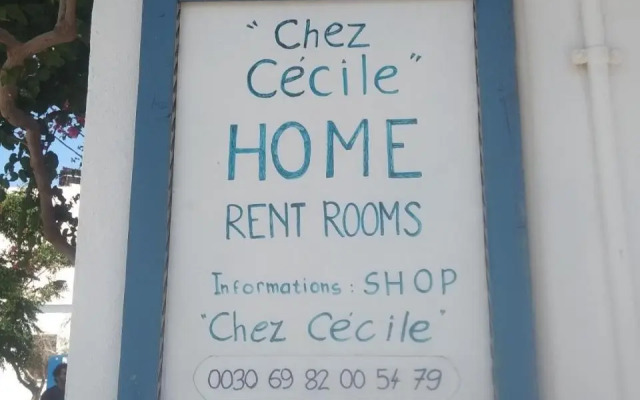 "Chez
Cécile"
HOME
RENT ROOMS
Informations : SHOP
"Chez Cécile"
0030 69 82 00 54 79